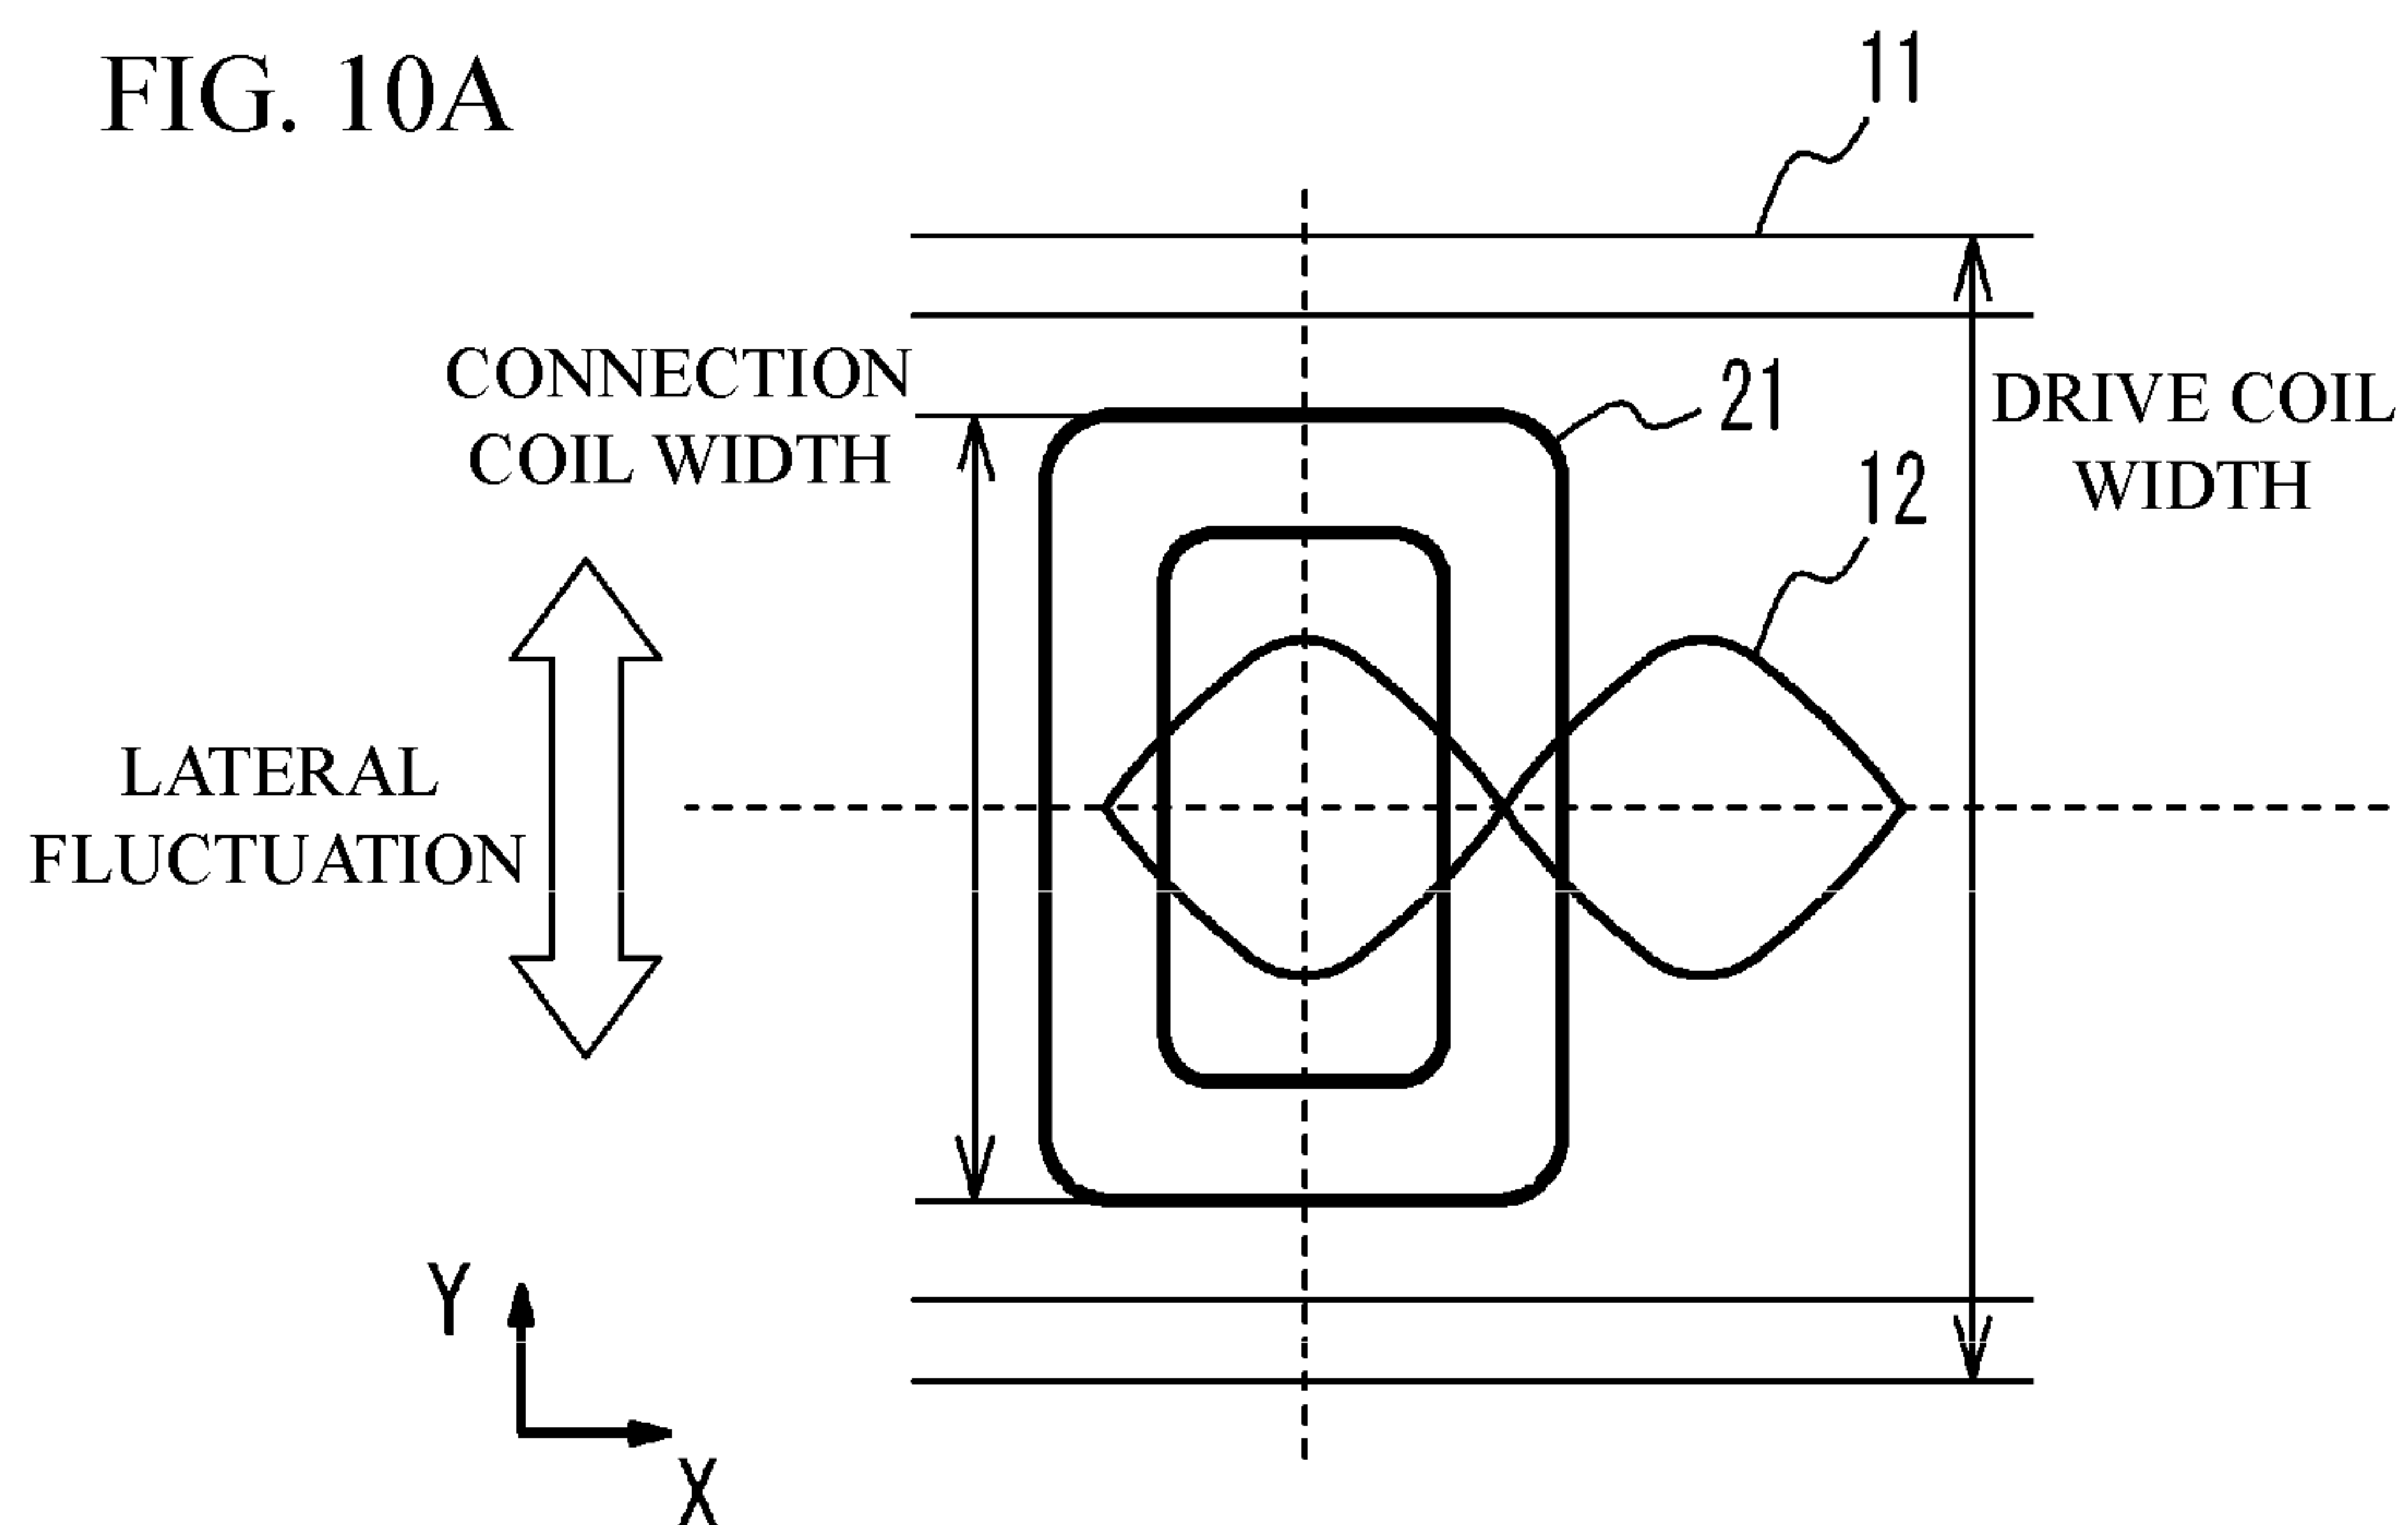 FIG. 10A
11
CONNECTION
COIL WIDTH
21
DRIVE COIL
WIDTH
12
LATERAL
FLUCTUATION
Y
X